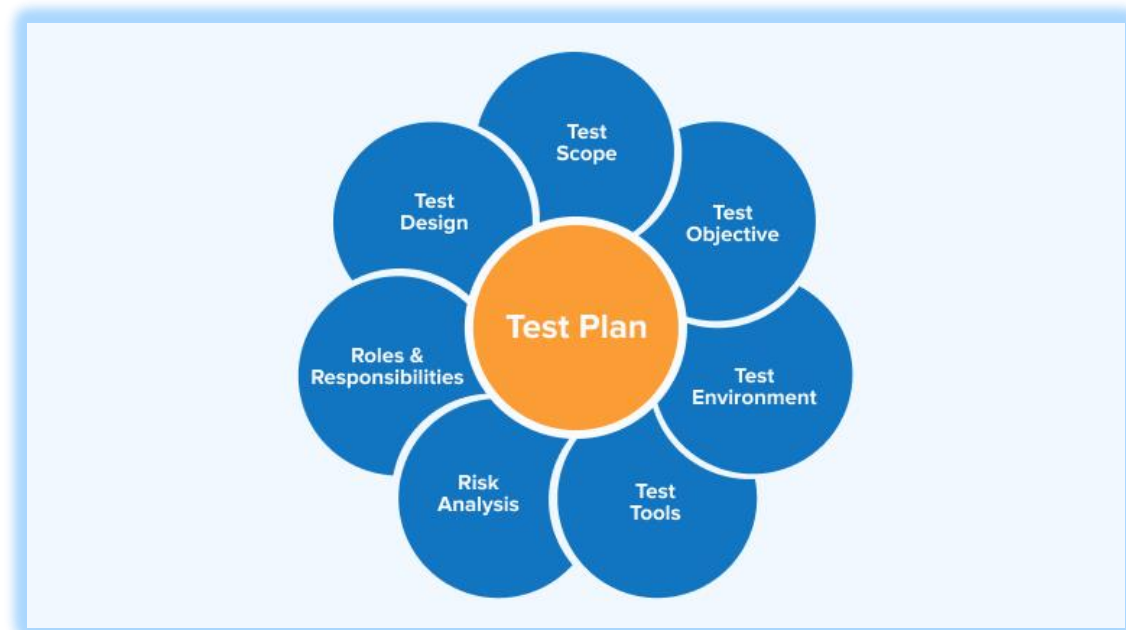 Test
Scope
Test
Objective
Test
Environment
Test
Tools
Risk
Analysis
Roles &
Responsibilities
Test
Design
Test Plan